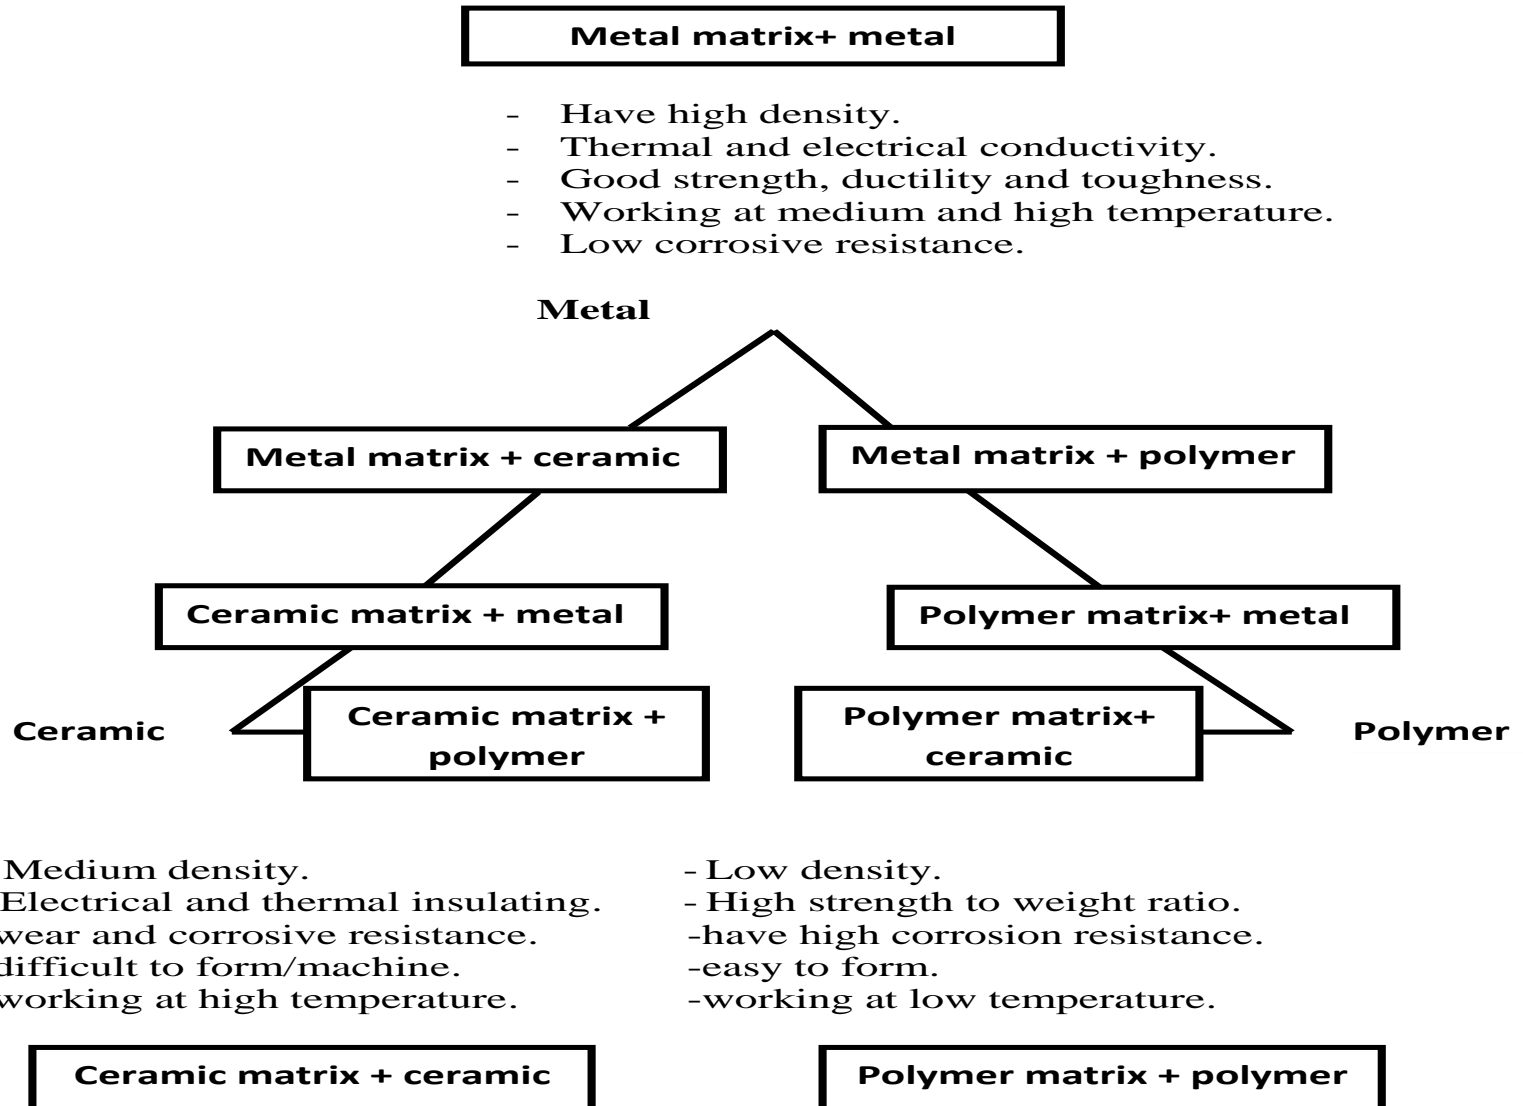 Metal matrix+ metal
- Have high density.
- Thermal and electrical conductivity.
- Good strength, ductility and toughness.
- Working at medium and high temperature.
- Low corrosive resistance.
Metal
Metal matrix + ceramic
Metal matrix + polymer
Ceramic matrix + metal
Polymer matrix+ metal
Ceramic
Ceramic matrix +
polymer
Polymer matrix+
ceramic
Polymer
Medium density.
Electrical and thermal insulating.
wear and corrosive resistance.
difficult to form/machine.
working at high temperature.
- Low density.
- High strength to weight ratio.
-have high corrosion resistance.
-easy to form.
-working at low temperature.
Ceramic matrix + ceramic
Polymer matrix + polymer